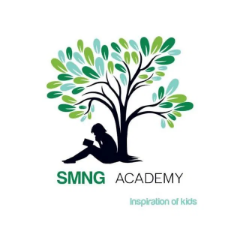 SMNG ACADEMY
Inspiration of kids